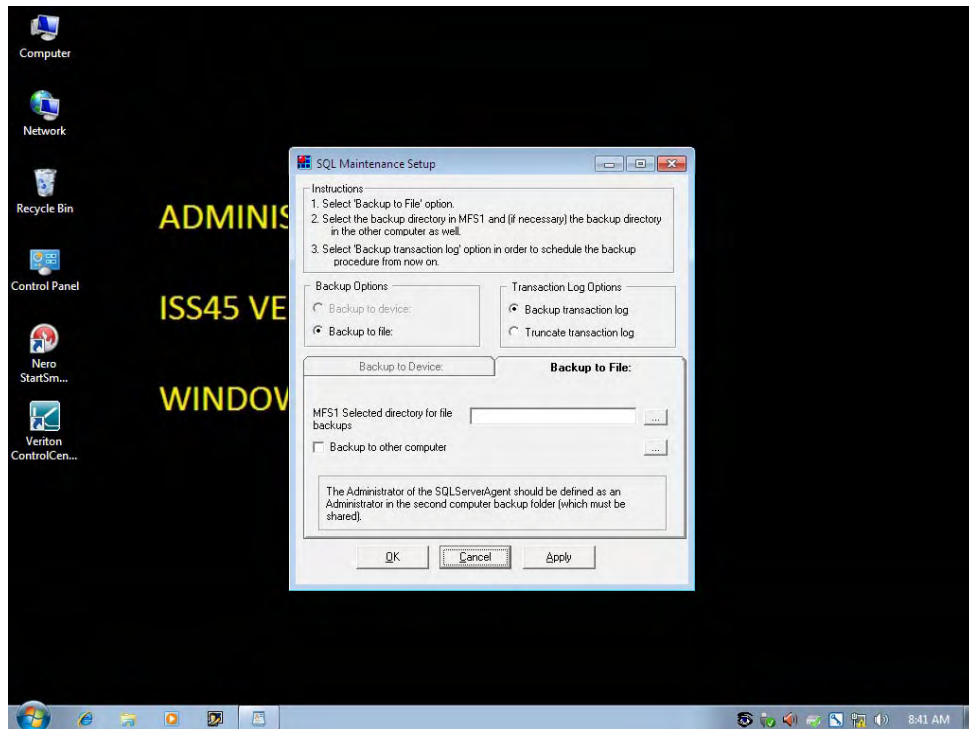 Computer
Network
Recycle Bin
Control Panel
Nero
StartSm...
Veriton
ControlCen...
ADMINIS
ISS45 VE
WINDOW
SQL Maintenance Setup
Instructions
1. Select 'Backup to File' option.
2. Select the backup directory in MFS1 and (if necessary) the backup directory
in the other computer as well.
3. Select 'Backup transaction log' option in order to schedule the backup
procedure from now on.
Backup Options
Backup to device:
Backup to file:
Transaction Log Options
Backup transaction log
Truncate transaction log
Backup to Device:
Backup to File:
MFS1 Selected directory for file
backups
...
Backup to other computer
...
The Administrator of the SQLServerAgent should be defined as an
Administrator in the second computer backup folder (which must be
shared).
OK
Cancel
Apply
8:41 AM